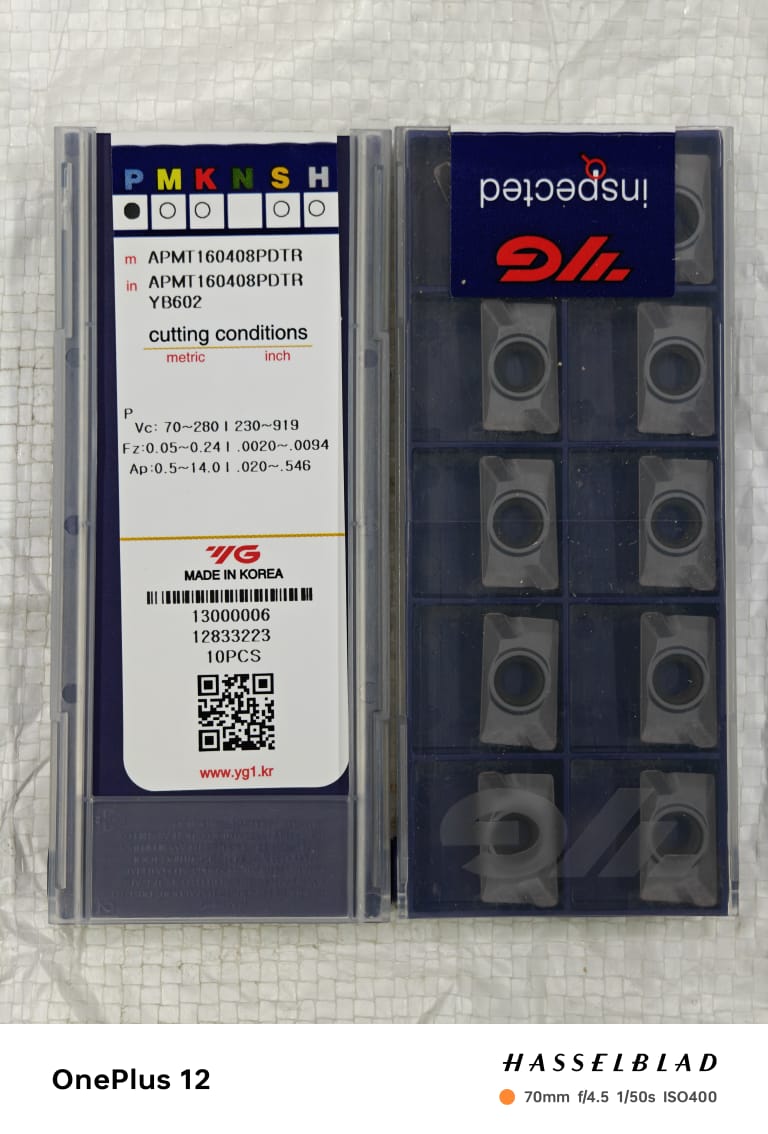 P M K N S H
m APMT160408PDTR
in APMT160408PDTR
YB602
cutting conditions
metric inch
P
Vc: 70~280 | 230~919
Fz:0.05~0.24 | .0020~.0094
Ap:0.5~14.0 | .020~.546
YG
MADE IN KOREA
13000006
12833223
10PCS
www.yg1.kr
inspected
YG
YG
OnePlus 12
HASSELBLAD
70mm f/4.5 1/50s ISO400